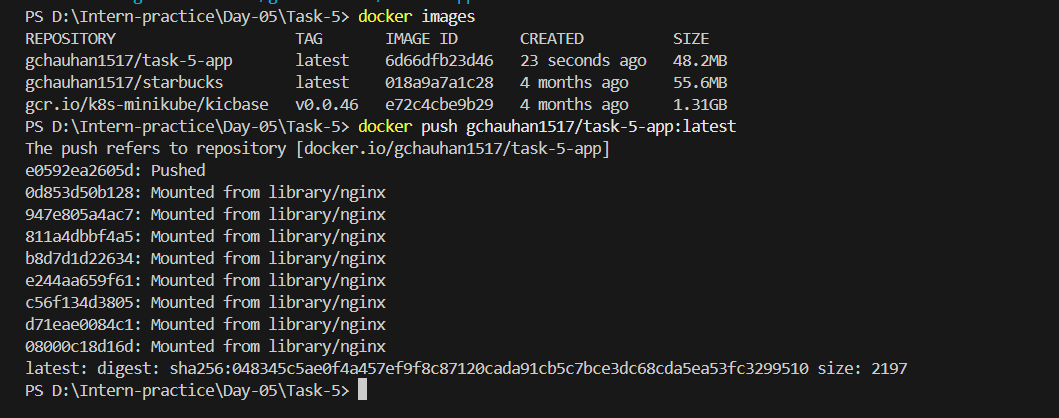 PS D:\Intern-practice\Day-05\Task-5> docker images
REPOSITORY TAG IMAGE ID CREATED SIZE
gchauhan1517/task-5-app latest 6d66dfb23d46 23 seconds ago 48.2MB
gchauhan1517/starbucks latest 018a9a7a1c28 4 months ago 55.6MB
gcr.io/k8s-minikube/kicbase v0.0.46 e72c4cbe9b29 4 months ago 1.31GB
PS D:\Intern-practice\Day-05\Task-5> docker push gchauhan1517/task-5-app:latest
The push refers to repository [docker.io/gchauhan1517/task-5-app]
e0592ea2605d: Pushed
0d853d50b128: Mounted from library/nginx
947e805a4ac7: Mounted from library/nginx
811a4dbbf4a5: Mounted from library/nginx
b8d7d1d22634: Mounted from library/nginx
e244aa659f61: Mounted from library/nginx
c56f134d3805: Mounted from library/nginx
d71eae0084c1: Mounted from library/nginx
08000c18d16d: Mounted from library/nginx
latest: digest: sha256:048345c5ae0f4a457ef9f8c87120cada91cb5c7bce3dc68cda5ea53fc3299510 size: 2197
PS D:\Intern-practice\Day-05\Task-5>